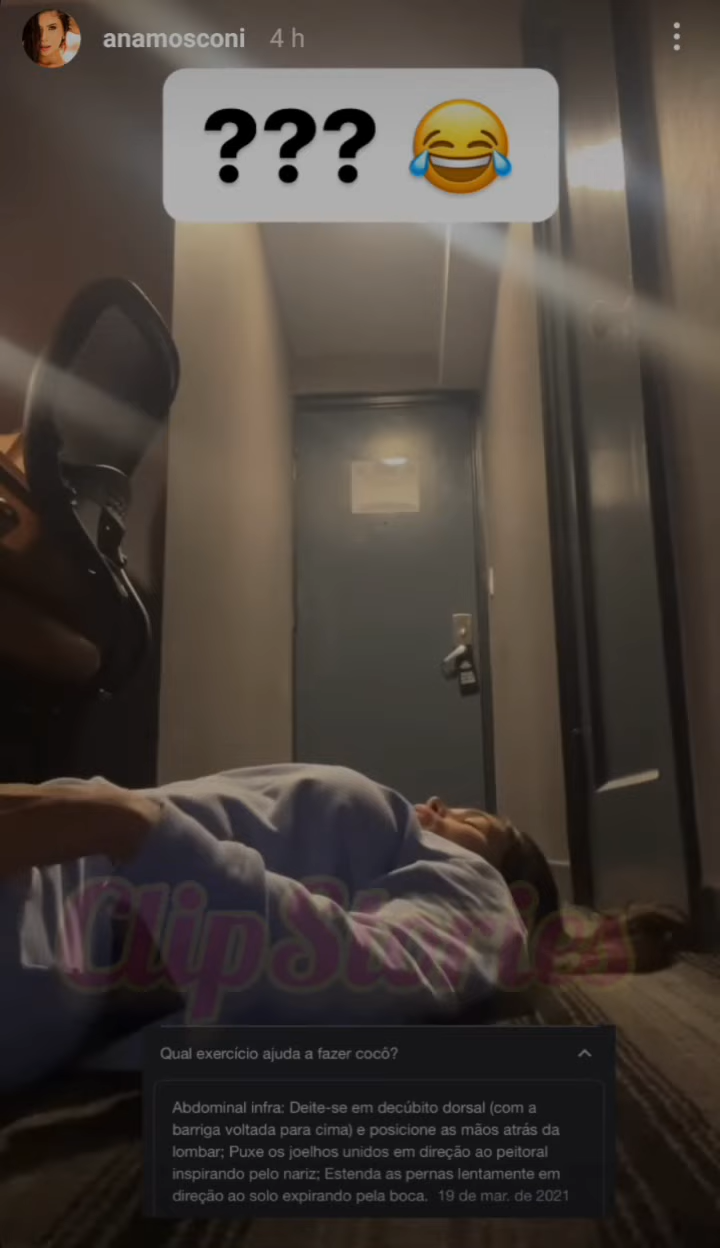 anamosconi 4 h
??? 😂
ClipStories
Qual exercício ajuda a fazer cocô?
Abdominal infra: Deite-se em decúbito dorsal (com a
barriga voltada para cima) e posicione as mãos atrás da
lombar; Puxe os joelhos unidos em direção ao peitoral
inspirando pelo nariz; Estenda as pernas lentamente em
direção ao solo expirando pela boca. 19 de mar. de 2021